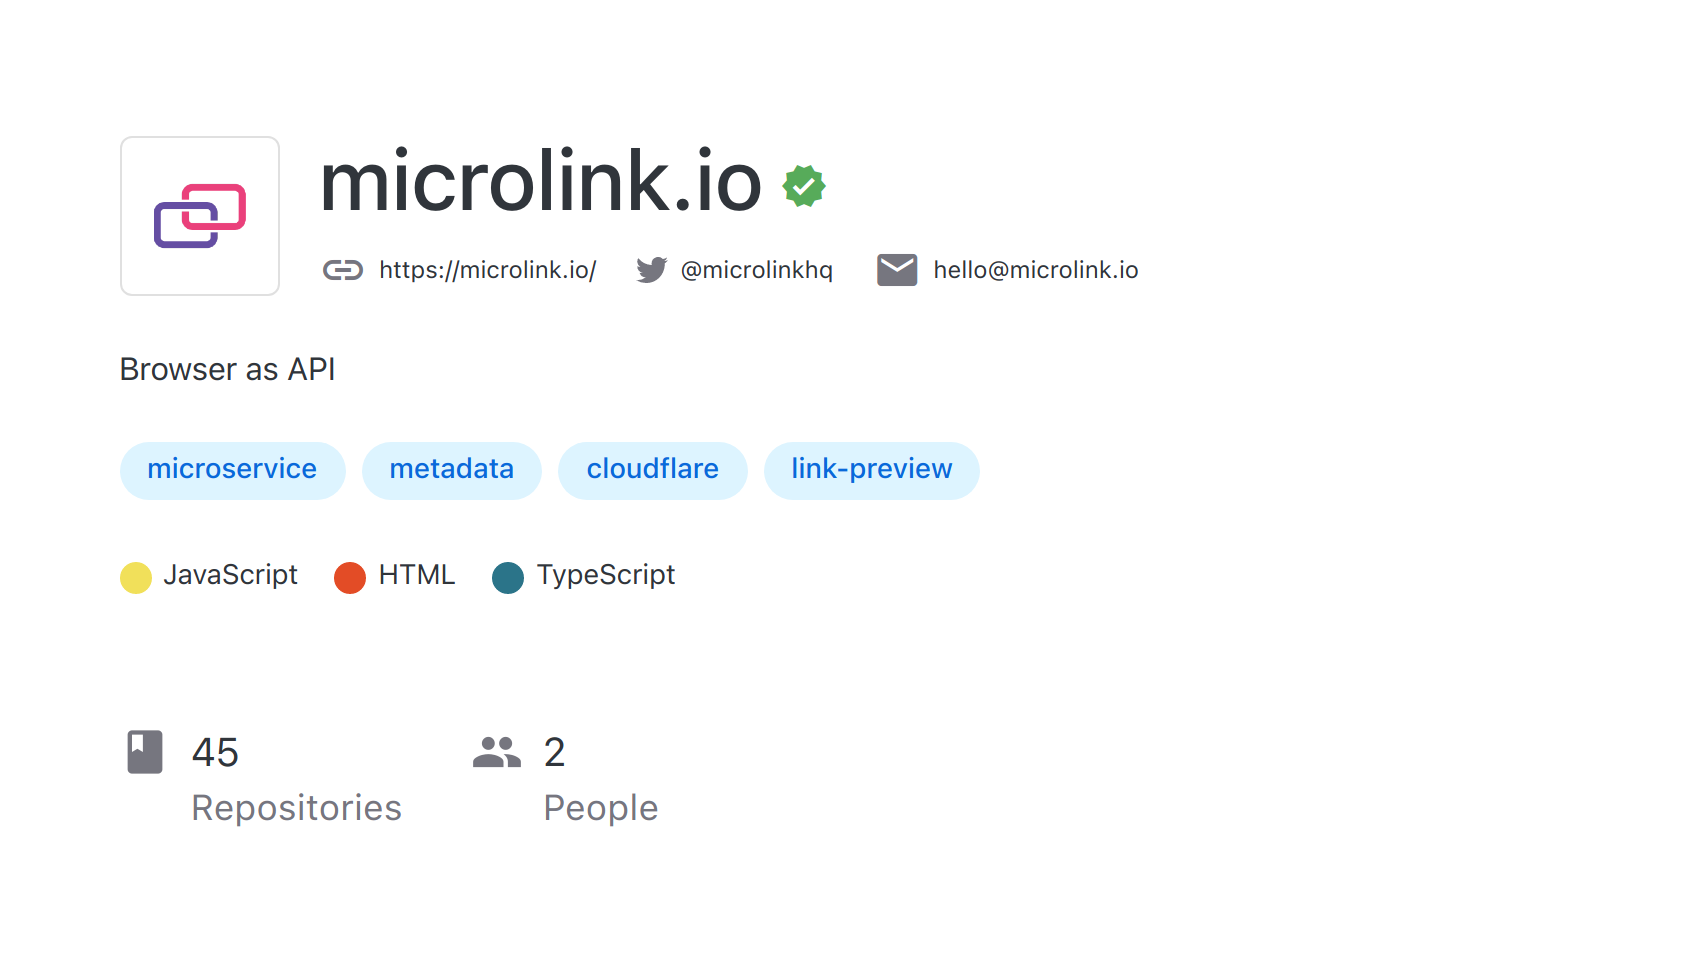 microlink.io
https://microlink.io/ @microlinkhq hello@microlink.io
Browser as API
microservice metadata cloudflare link-preview
JavaScript HTML TypeScript
45 2
Repositories People